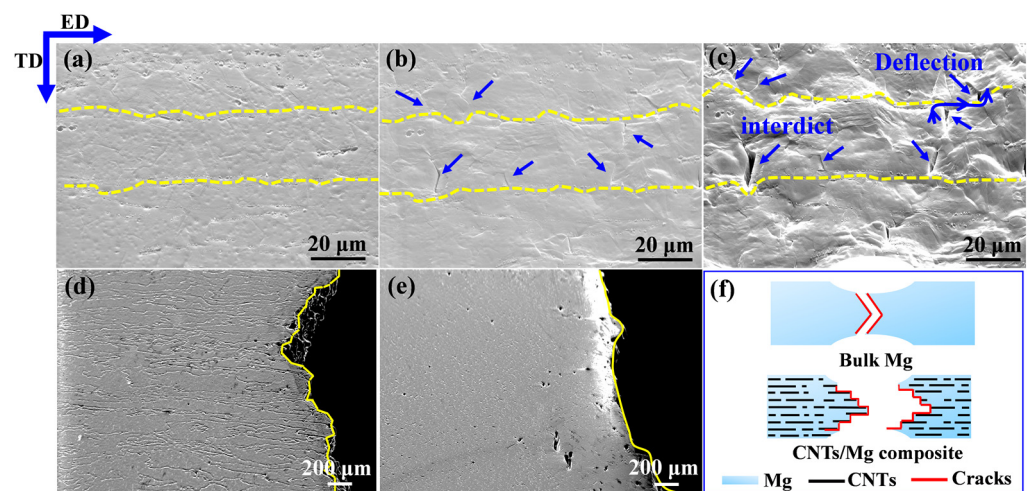 ED
TD
(a)
(b)
(c)
Deflection
interdict
20 μm
20 μm
20 μm
(d)
(e)
(f)
Bulk Mg
CNTs/Mg composite
200 μm
200 μm
Mg
CNTs
Cracks